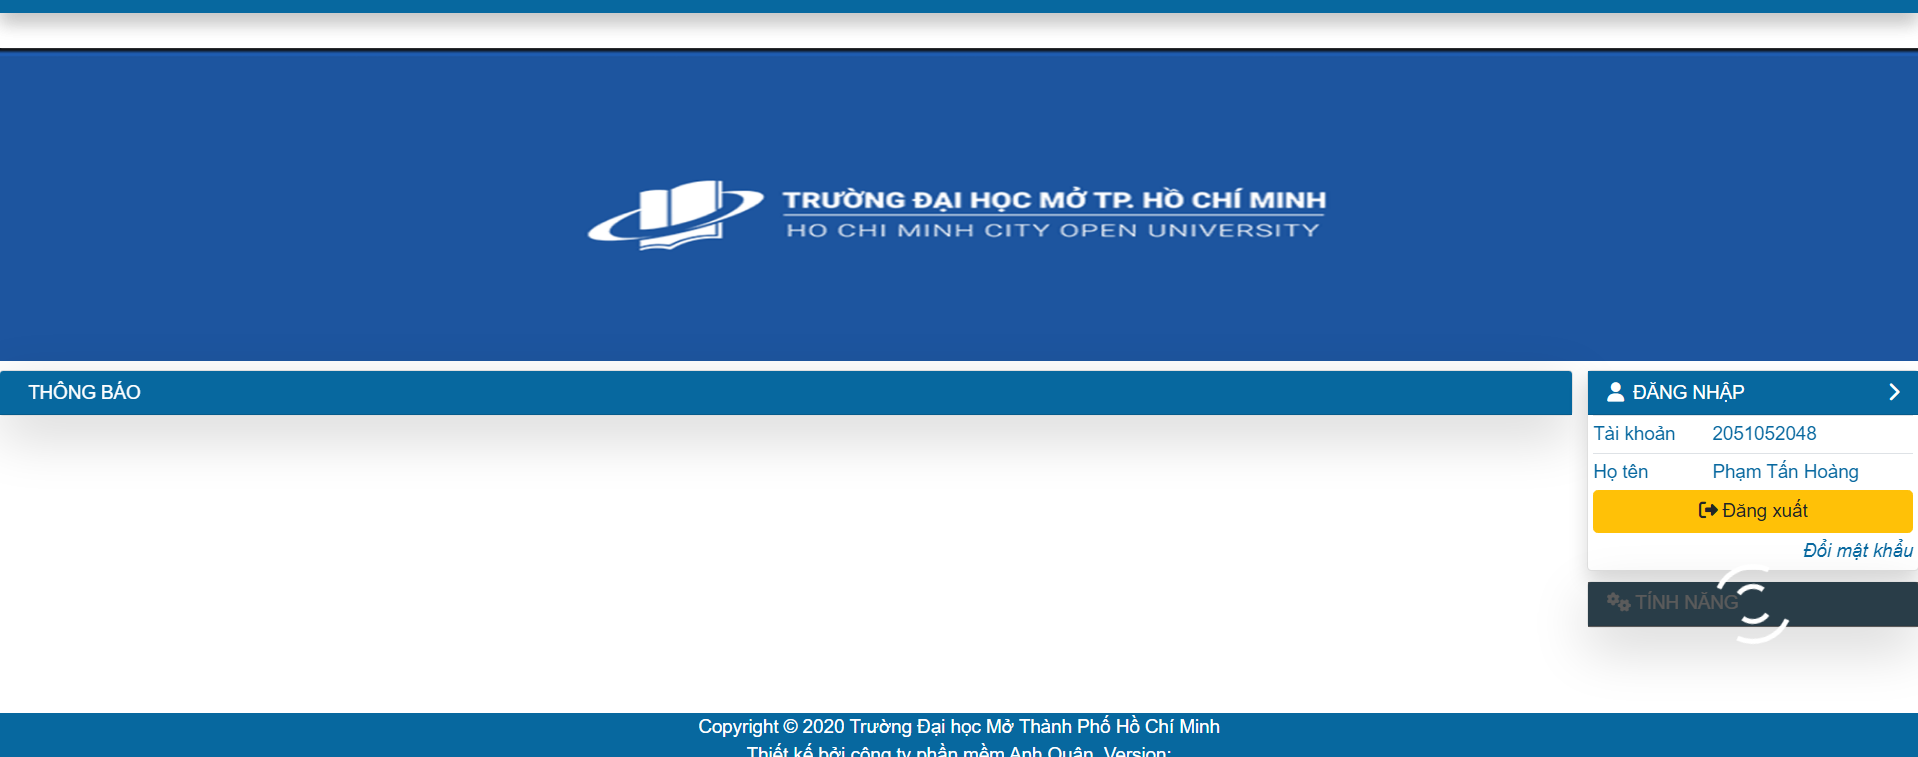 TRƯỜNG ĐẠI HỌC MỞ TP. HỒ CHÍ MINH
HO CHI MINH CITY OPEN UNIVERSITY
THÔNG BÁO
ĐĂNG NHẬP
Tài khoản 2051052048
Họ tên Phạm Tấn Hoàng
Đăng xuất
Đổi mật khẩu
TÍNH NĂNG
Copyright © 2020 Trường Đại học Mở Thành Phố Hồ Chí Minh
Thiết kế bởi công ty phần mềm Anh Quân. Version: